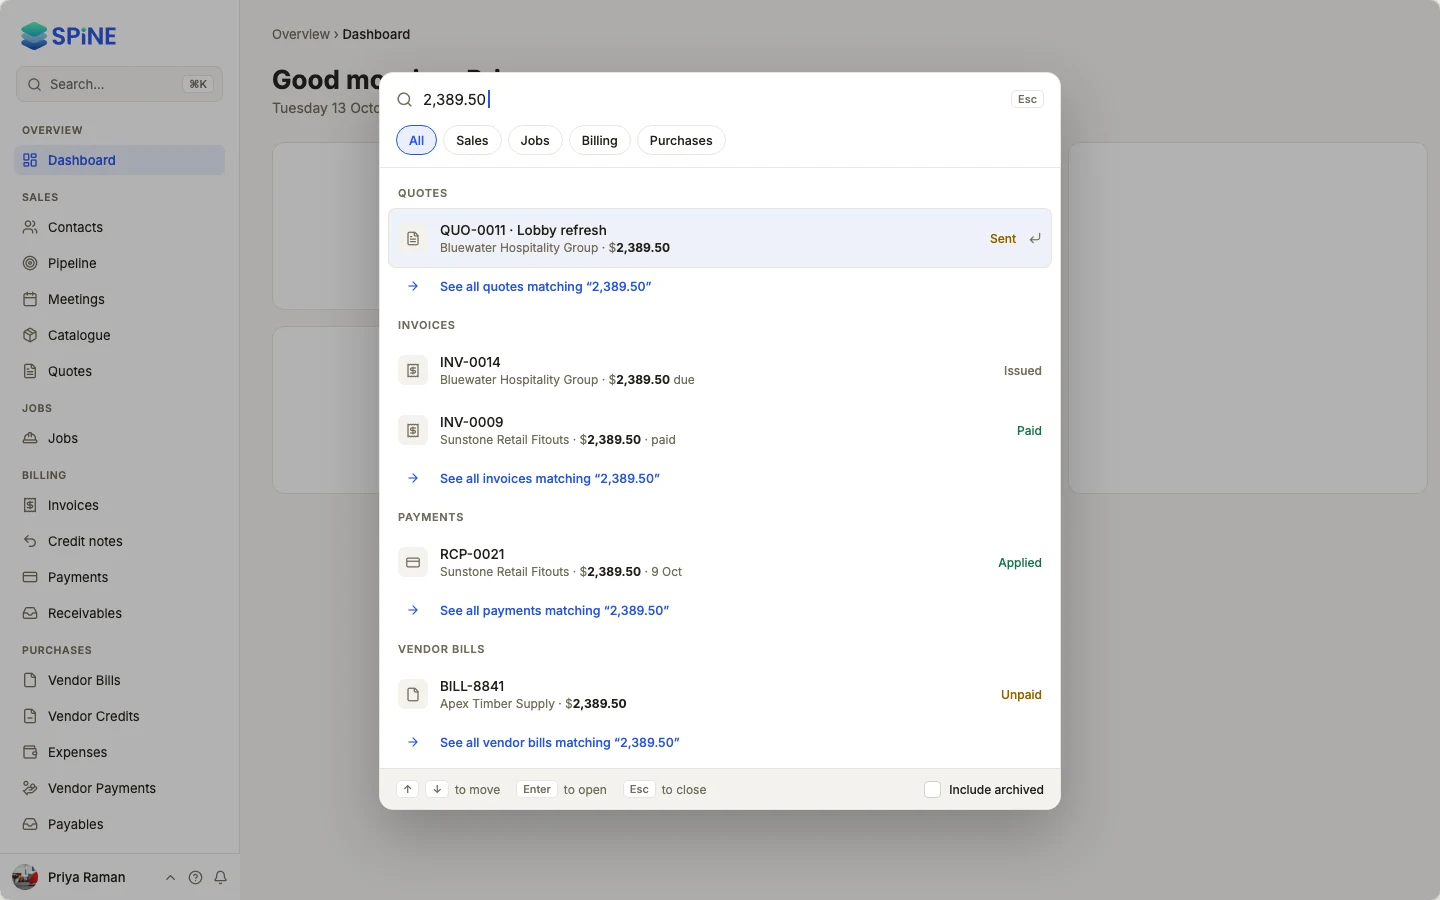 SPiNE
Search...
⌘K
OVERVIEW
Dashboard
SALES
Contacts
Pipeline
Meetings
Catalogue
Quotes
JOBS
Jobs
BILLING
Invoices
Credit notes
Payments
Receivables
PURCHASES
Vendor Bills
Vendor Credits
Expenses
Vendor Payments
Payables
Priya Raman
Overview › Dashboard
Good
Tuesday 13
2,389.50
Esc
All
Sales
Jobs
Billing
Purchases
QUOTES
QUO-0011 · Lobby refresh
Bluewater Hospitality Group · $2,389.50
Sent
See all quotes matching “2,389.50”
INVOICES
INV-0014
Bluewater Hospitality Group · $2,389.50 due
Issued
INV-0009
Sunstone Retail Fitouts · $2,389.50 · paid
Paid
See all invoices matching “2,389.50”
PAYMENTS
RCP-0021
Sunstone Retail Fitouts · $2,389.50 · 9 Oct
Applied
See all payments matching “2,389.50”
VENDOR BILLS
BILL-8841
Apex Timber Supply · $2,389.50
Unpaid
See all vendor bills matching “2,389.50”
↑ ↓ to move Enter to open Esc to close
Include archived